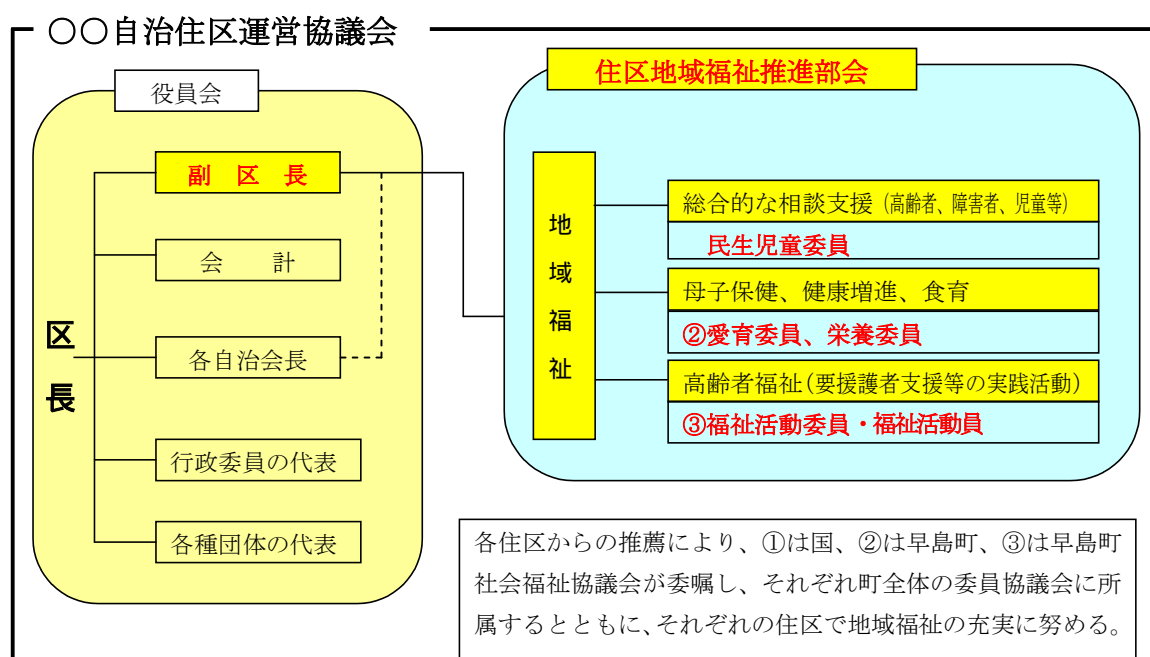 〇〇自治住区運営協議会
役員会
副区長
会計
区長
各自治会長
行政委員の代表
各種団体の代表
住区地域福祉推進部会
地域福祉
総合的な相談支援(高齢者、障害者、児童等)
民生児童委員
母子保健、健康増進、食育
②愛育委員、栄養委員
高齢者福祉(要援護者支援等の実践活動)
③福祉活動委員・福祉活動員
各住区からの推薦により、①は国、②は早島町、③は早島町
社会福祉協議会が委嘱し、それぞれ町全体の委員協議会に所
属するとともに、それぞれの住区で地域福祉の充実に努める。